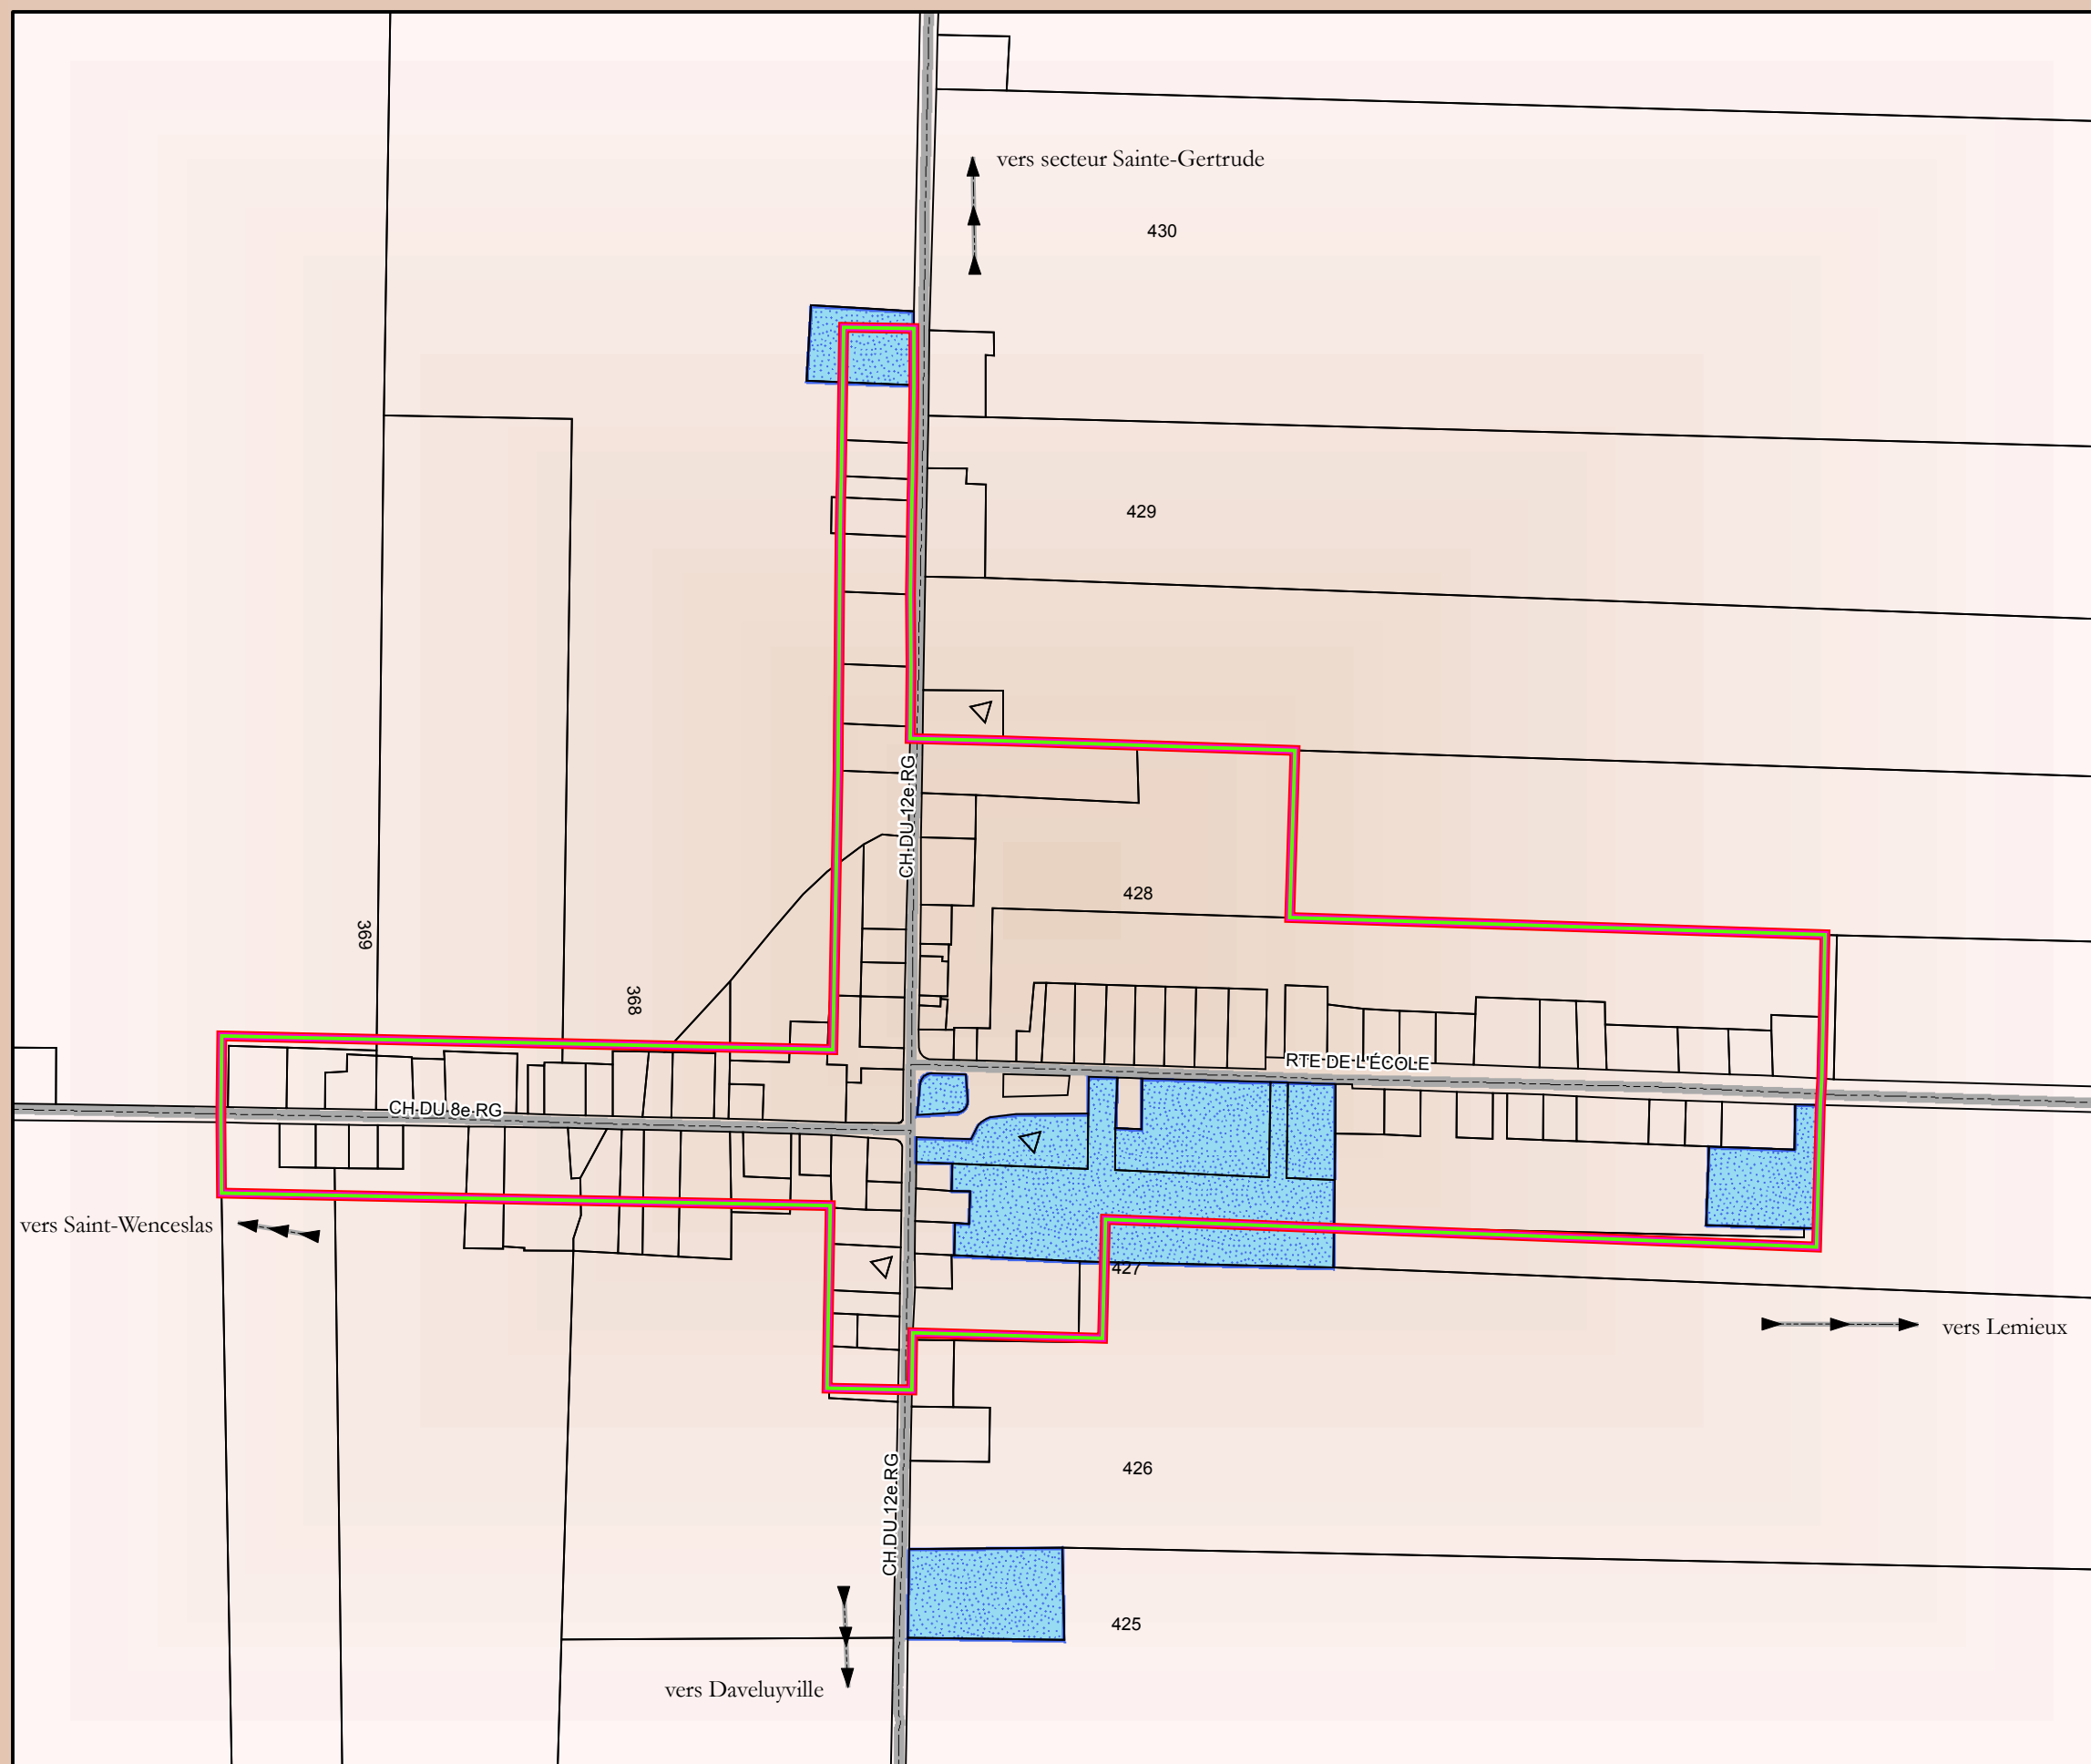 vers secteur Sainte-Gertrude
430
429
CH DU 12e RG
428
369
368
RTE DE L'ÉCOLE
CH DU 8e RG
vers Saint-Wenceslas
427
vers Lemieux
426
CH DU 12e RG
425
vers Daveluyville